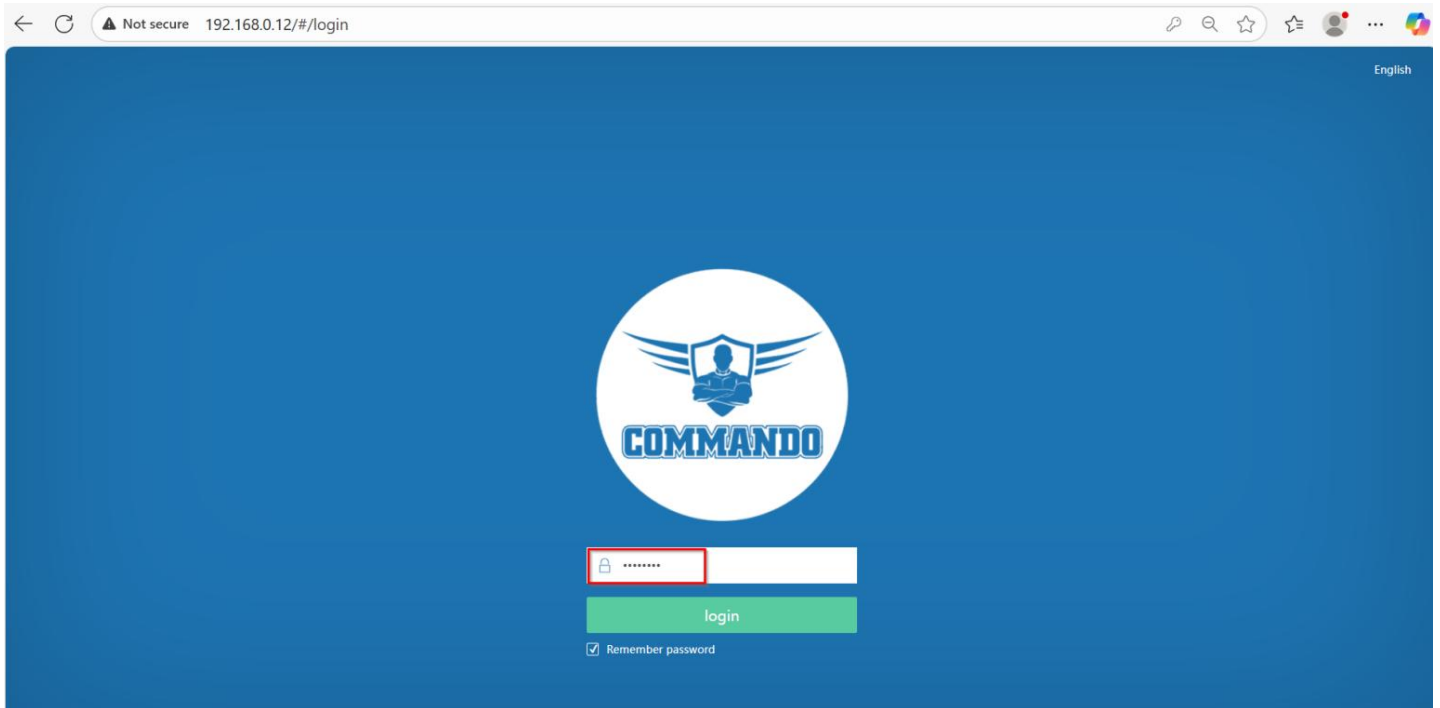 Not secure 192.168.0.12/#/login
English
COMMANDO
••••••••
login
Remember password